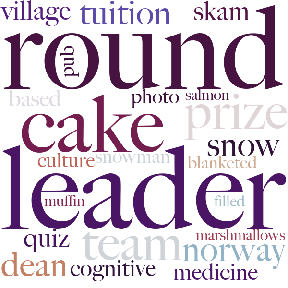 village tuition skam
round
pub
based photo salmon prize
cake snow
culture snowman blanketed
leader
muffin filled
quiz team marshmallows
norway
dean cognitive medicine